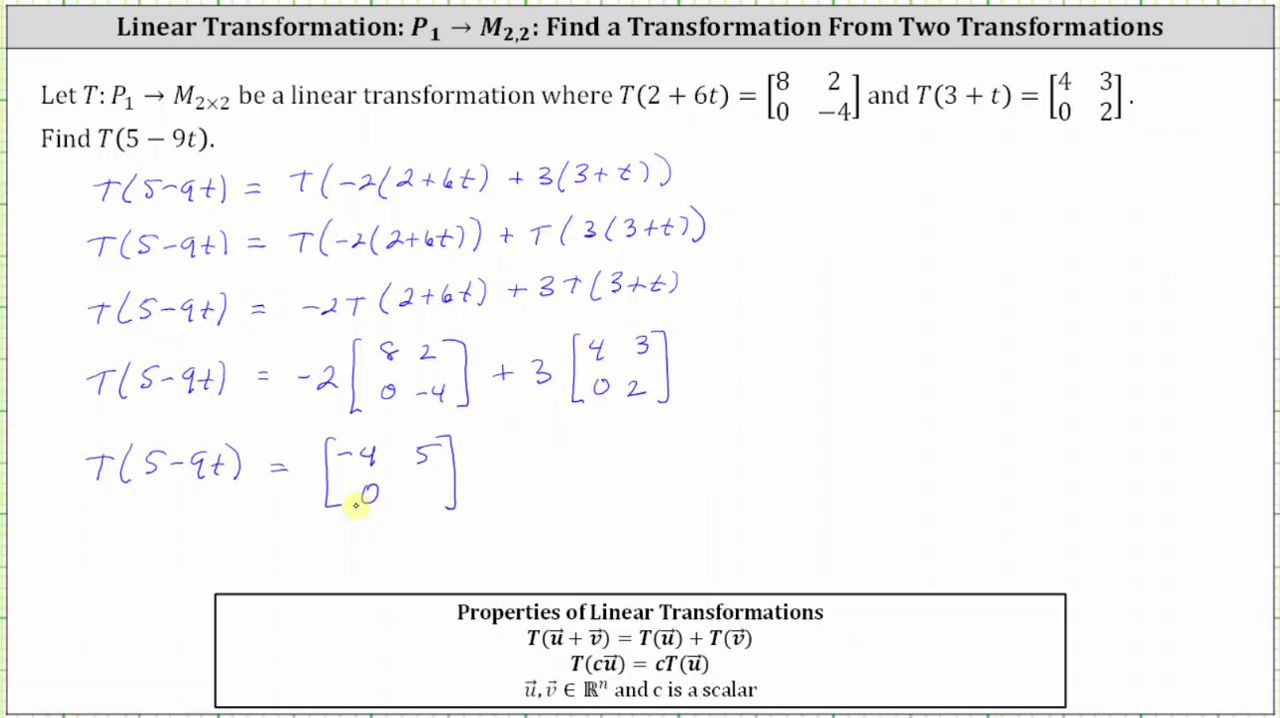 Linear Transformation: P₁ → M₂,₂: Find a Transformation From Two Transformations
Let T: P₁ → M₂ₓ₂ be a linear transformation where T(2 + 6t) = [8 2; 0 −4] and T(3 + t) = [4 3; 0 2].
Find T(5 − 9t).
T(5-9t) = T(-2(2+6t) + 3(3+t))
T(5-9t) = T(-2(2+6t)) + T(3(3+t))
T(5-9t) = -2T(2+6t) + 3T(3+t)
T(5-9t) = -2 [8 2; 0 -4] + 3 [4 3; 0 2]
T(5-9t) = [-4 5; 0 ]
Properties of Linear Transformations
T(u⃗ + v⃗) = T(u⃗) + T(v⃗)
T(cu⃗) = cT(u⃗)
u⃗, v⃗ ∈ ℝⁿ and c is a scalar